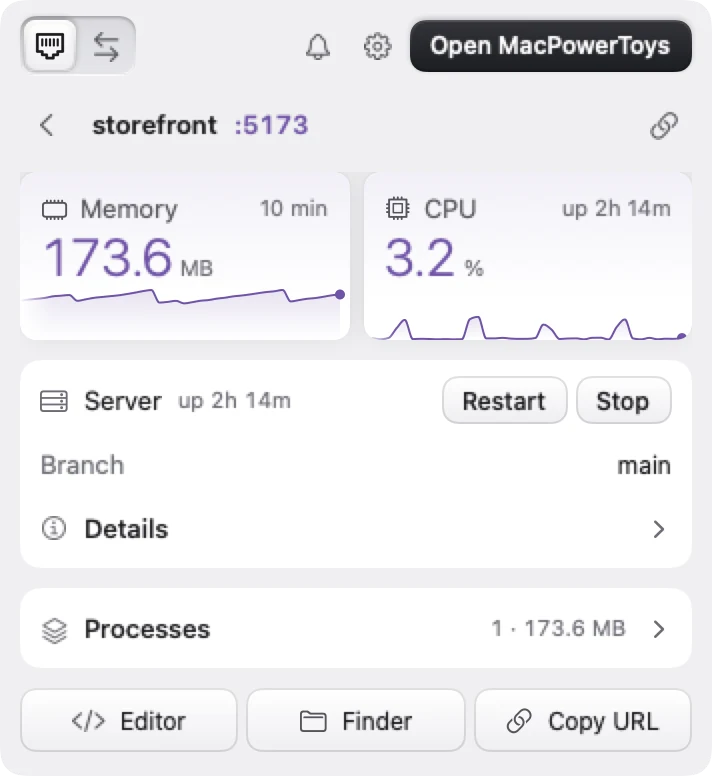 Open MacPowerToys
storefront :5173
Memory 10 min
173.6 MB
CPU up 2h 14m
3.2 %
Server up 2h 14m Restart Stop
Branch main
Details
Processes 1 · 173.6 MB
</> Editor Finder Copy URL